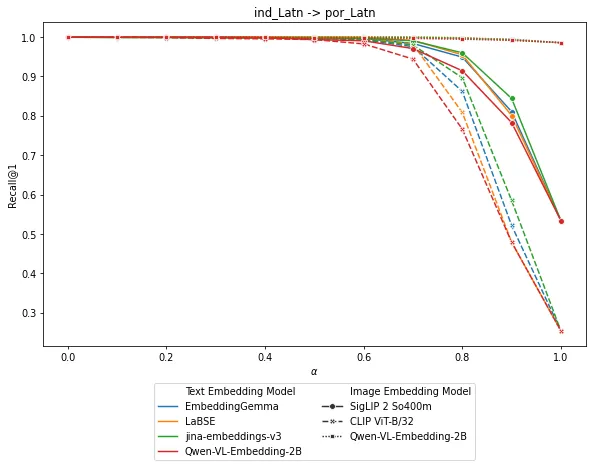 ind_Latn -> por_Latn
Recall@1
1.0
0.9
0.8
0.7
0.6
0.5
0.4
0.3
0.0 0.2 0.4 0.6 0.8 1.0
α
Text Embedding Model Image Embedding Model
EmbeddingGemma SigLIP 2 So400m
LaBSE CLIP ViT-B/32
jina-embeddings-v3 Qwen-VL-Embedding-2B
Qwen-VL-Embedding-2B